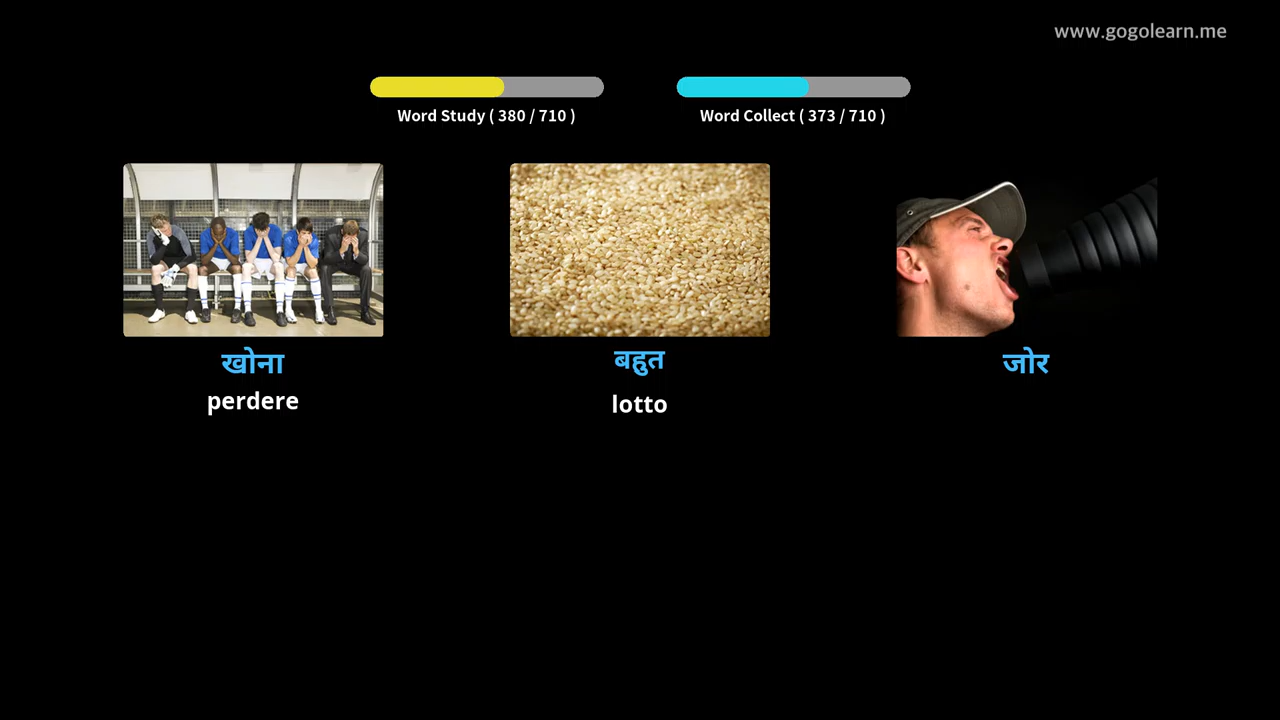 www.gogolearn.me
Word Study ( 380 / 710 )
Word Collect ( 373 / 710 )
खोना
बहुत
जोर
perdere
lotto